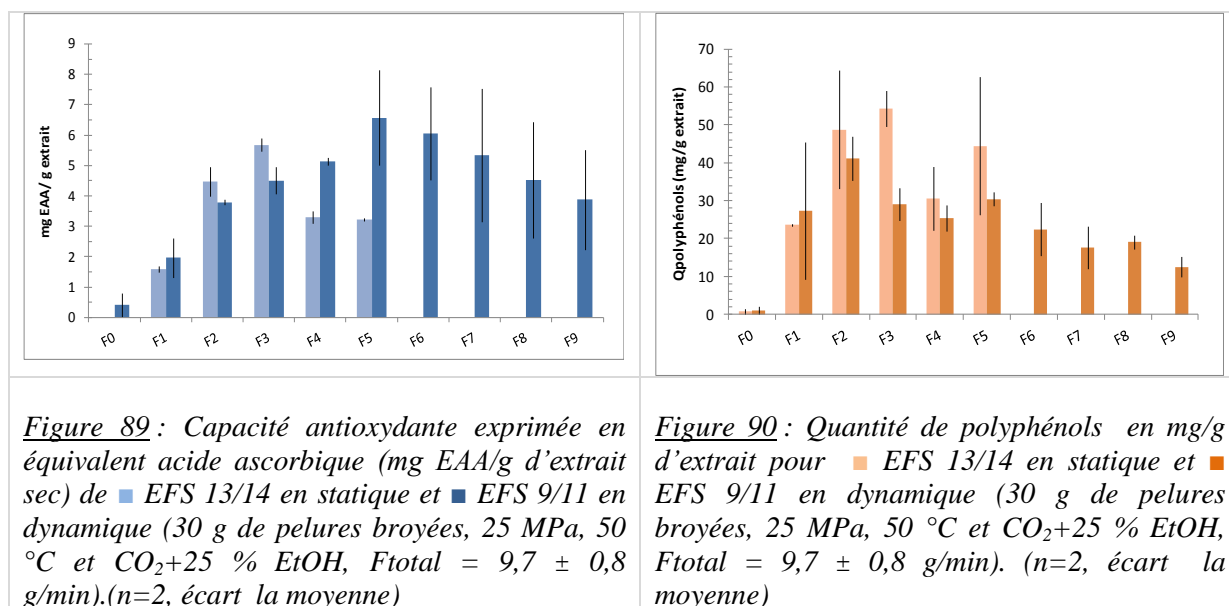 9
8
7
6
5
4
3
2
1
0
mg EAA/ g extrait
F0 F1 F2 F3 F4 F5 F6 F7 F8 F9
70
60
50
40
30
20
10
0
Qpolyphénols (mg/g extrait)
F0 F1 F2 F3 F4 F5 F6 F7 F8 F9
Figure 89 : Capacité antioxydante exprimée en
équivalent acide ascorbique (mg EAA/g d’extrait
sec) de ■ EFS 13/14 en statique et ■ EFS 9/11 en
dynamique (30 g de pelures broyées, 25 MPa, 50
°C et CO2+25 % EtOH, Ftotal = 9,7 ± 0,8
g/min).(n=2, écart la moyenne)
Figure 90 : Quantité de polyphénols en mg/g
d’extrait pour ■ EFS 13/14 en statique et ■
EFS 9/11 en dynamique (30 g de pelures
broyées, 25 MPa, 50 °C et CO2+25 % EtOH,
Ftotal = 9,7 ± 0,8 g/min). (n=2, écart la
moyenne)